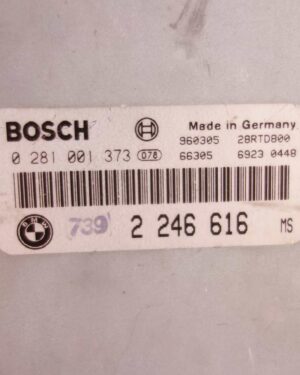 BOSCH Made in Germany
960305 28RTD800
0 281 001 373 078 66305 6923 0448
BMW 739 2 246 616 MS